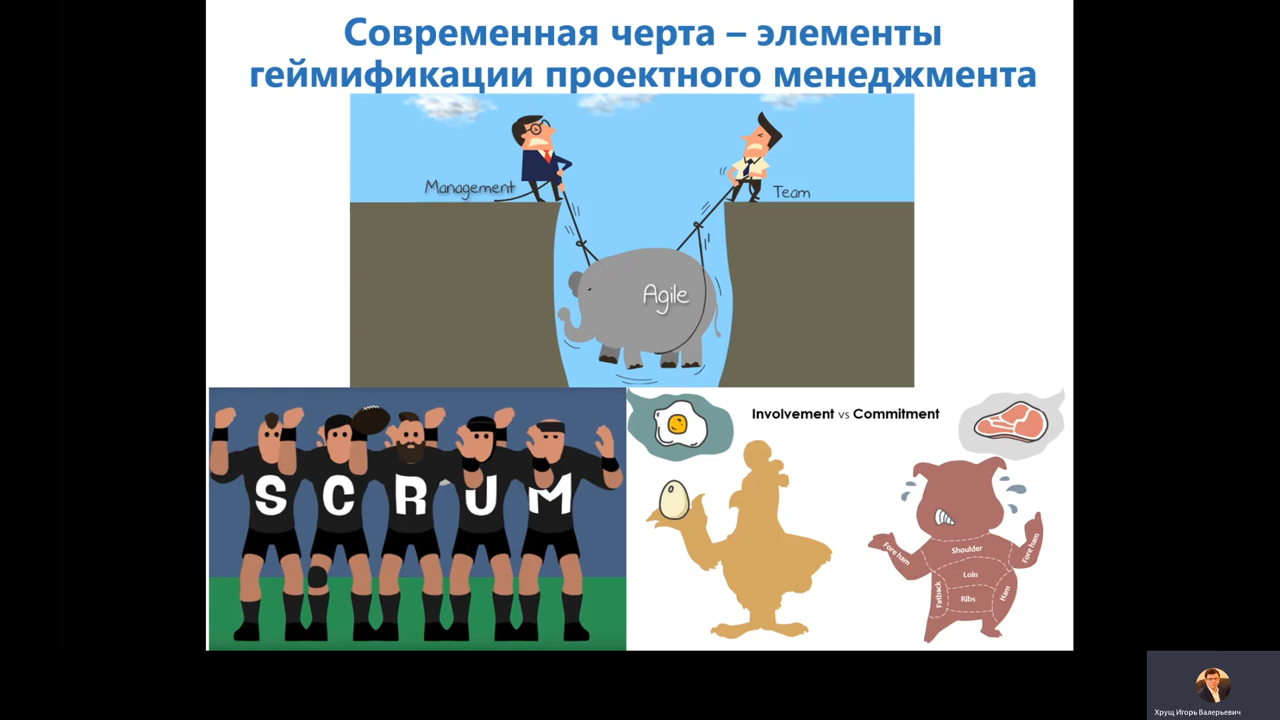 Современная черта – элементы
геймификации проектного менеджмента
Management
Team
Agile
SCRUM
Involvement vs Commitment
Fore ham
Shoulder
Fore ham
Loin
Fatback
Ribs
Ham
Хрущ Игорь Валерьевич